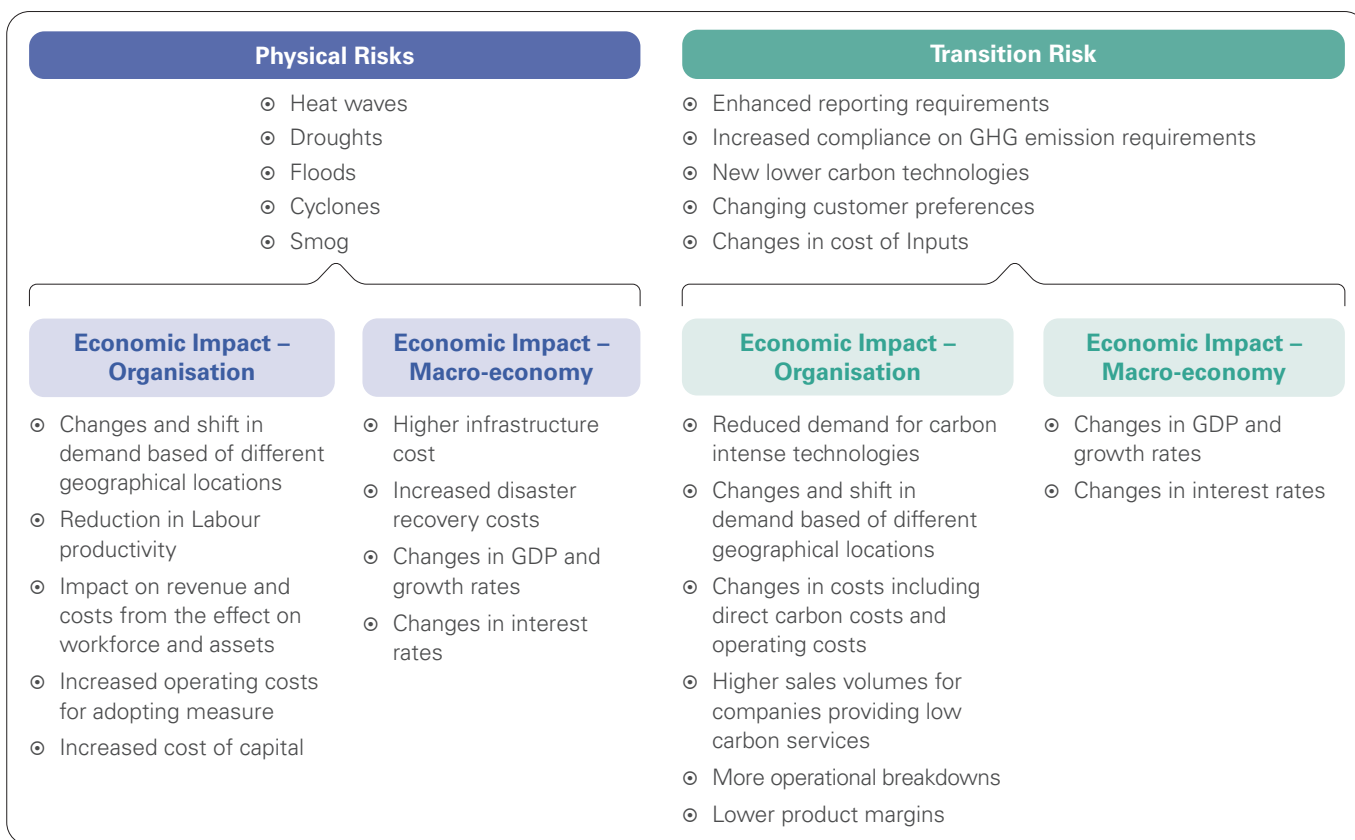 Physical Risks
Heat waves
Droughts
Floods
Cyclones
Smog
Transition Risk
Enhanced reporting requirements
Increased compliance on GHG emission requirements
New lower carbon technologies
Changing customer preferences
Changes in cost of Inputs
Economic Impact –
Organisation
Changes and shift in
demand based of different
geographical locations
Reduction in Labour
productivity
Impact on revenue and
costs from the effect on
workforce and assets
Increased operating costs
for adopting measure
Increased cost of capital
Economic Impact –
Macro-economy
Higher infrastructure
cost
Increased disaster
recovery costs
Changes in GDP and
growth rates
Changes in interest
rates
Economic Impact –
Organisation
Reduced demand for carbon
intense technologies
Changes and shift in
demand based of different
geographical locations
Changes in costs including
direct carbon costs and
operating costs
Higher sales volumes for
companies providing low
carbon services
More operational breakdowns
Lower product margins
Economic Impact –
Macro-economy
Changes in GDP and
growth rates
Changes in interest rates